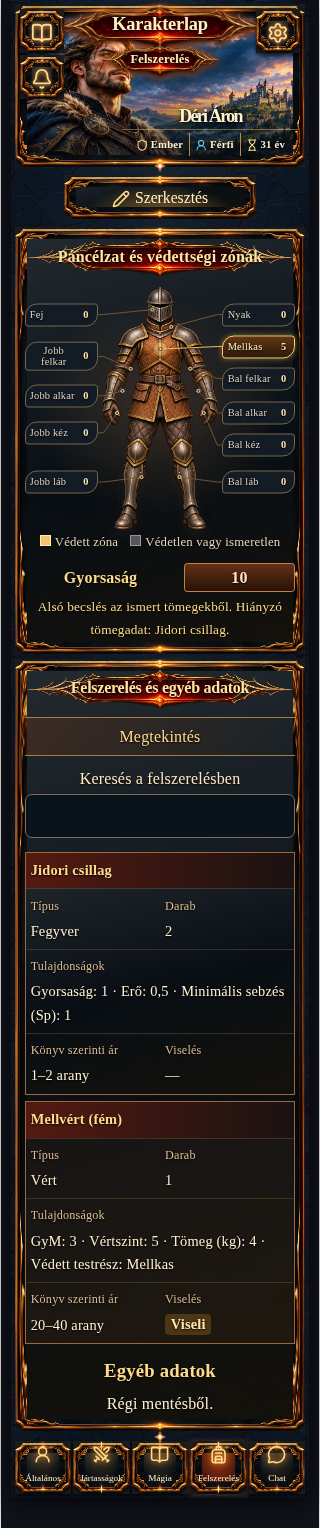 Karakterlap
Felszerelés
Déri Áron
Ember Férfi 31 év
Szerkesztés
Páncélzat és védettségi zónák
Fej 0
Nyak 0
Jobb felkar 0
Mellkas 5
Bal felkar 0
Jobb alkar 0
Bal alkar 0
Jobb kéz 0
Bal kéz 0
Jobb láb 0
Bal láb 0
Védett zóna Védetlen vagy ismeretlen
Gyorsaság 10
Alsó becslés az ismert tömegekből. Hiányzó
tömegadat: Jidori csillag.
Felszerelés és egyéb adatok
Megtekintés
Keresés a felszerelésben
Jidori csillag
Típus Darab
Fegyver 2
Tulajdonságok
Gyorsaság: 1 · Erő: 0,5 · Minimális sebzés
(Sp): 1
Könyv szerinti ár Viselés
1–2 arany —
Mellvért (fém)
Típus Darab
Vért 1
Tulajdonságok
GyM: 3 · Vértszint: 5 · Tömeg (kg): 4 ·
Védett testrész: Mellkas
Könyv szerinti ár Viselés
20–40 arany Viseli
Egyéb adatok
Régi mentésből.
Általános Jártasságok Mágia Felszerelés Chat